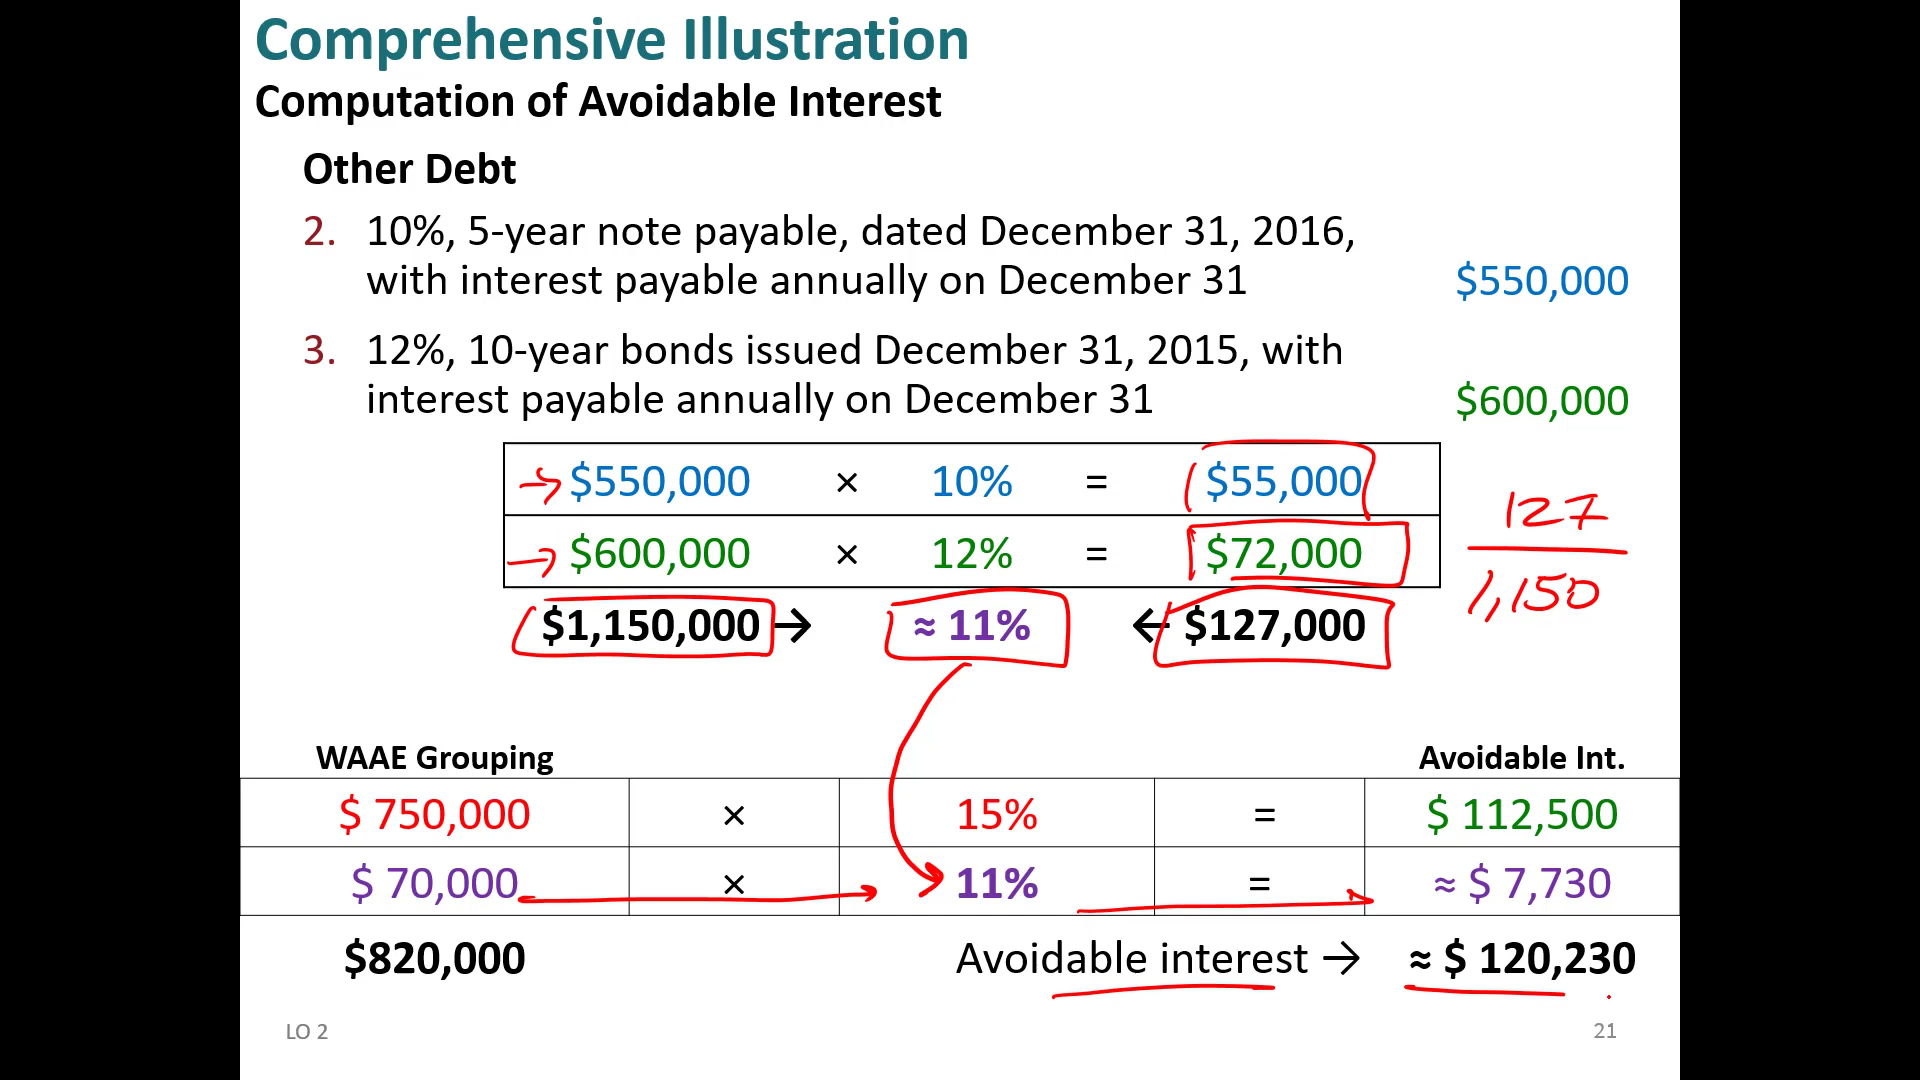 Comprehensive Illustration
Computation of Avoidable Interest
Other Debt
2. 10%, 5-year note payable, dated December 31, 2016,
with interest payable annually on December 31 $550,000
3. 12%, 10-year bonds issued December 31, 2015, with
interest payable annually on December 31 $600,000
→ $550,000 × 10% = $55,000
→ $600,000 × 12% = $72,000
127
1,150
$1,150,000 → ≈ 11% ← $127,000
WAAE Grouping Avoidable Int.
$ 750,000 × 15% = $ 112,500
$ 70,000 × 11% = ≈ $ 7,730
$820,000 Avoidable interest → ≈ $ 120,230
LO 2 21